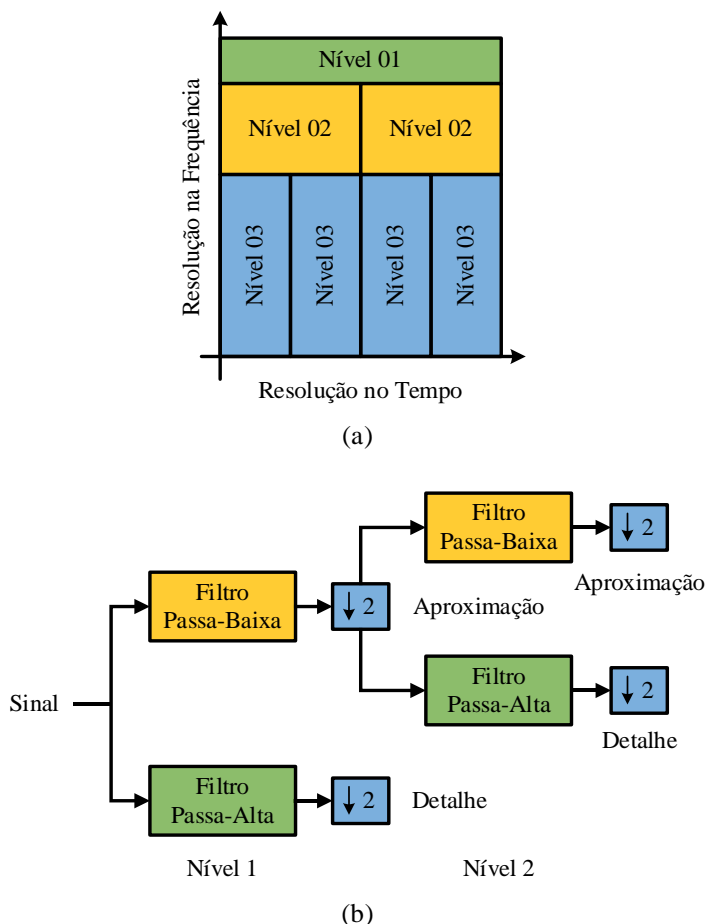 Resolução na Frequência
Nível 01
Nível 02
Nível 02
Nível 03
Nível 03
Nível 03
Nível 03
Resolução no Tempo
(a)
Filtro
Passa-Baixa
↓ 2
Aproximação
Filtro
Passa-Baixa
↓ 2
Aproximação
Sinal
Filtro
Passa-Alta
↓ 2
Detalhe
Filtro
Passa-Alta
↓ 2
Detalhe
Nível 1
Nível 2
(b)